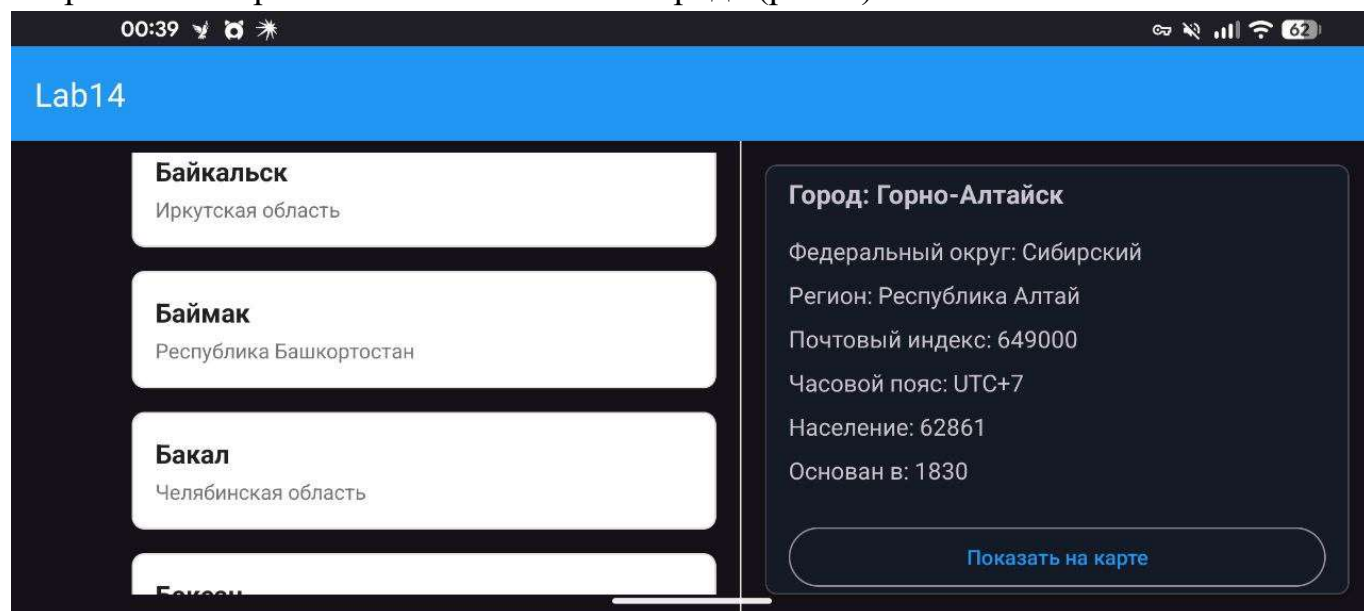 00:39
62
Lab14
Байкальск
Иркутская область
Баймак
Республика Башкортостан
Бакал
Челябинская область
Город: Горно-Алтайск
Федеральный округ: Сибирский
Регион: Республика Алтай
Почтовый индекс: 649000
Часовой пояс: UTC+7
Население: 62861
Основан в: 1830
Показать на карте